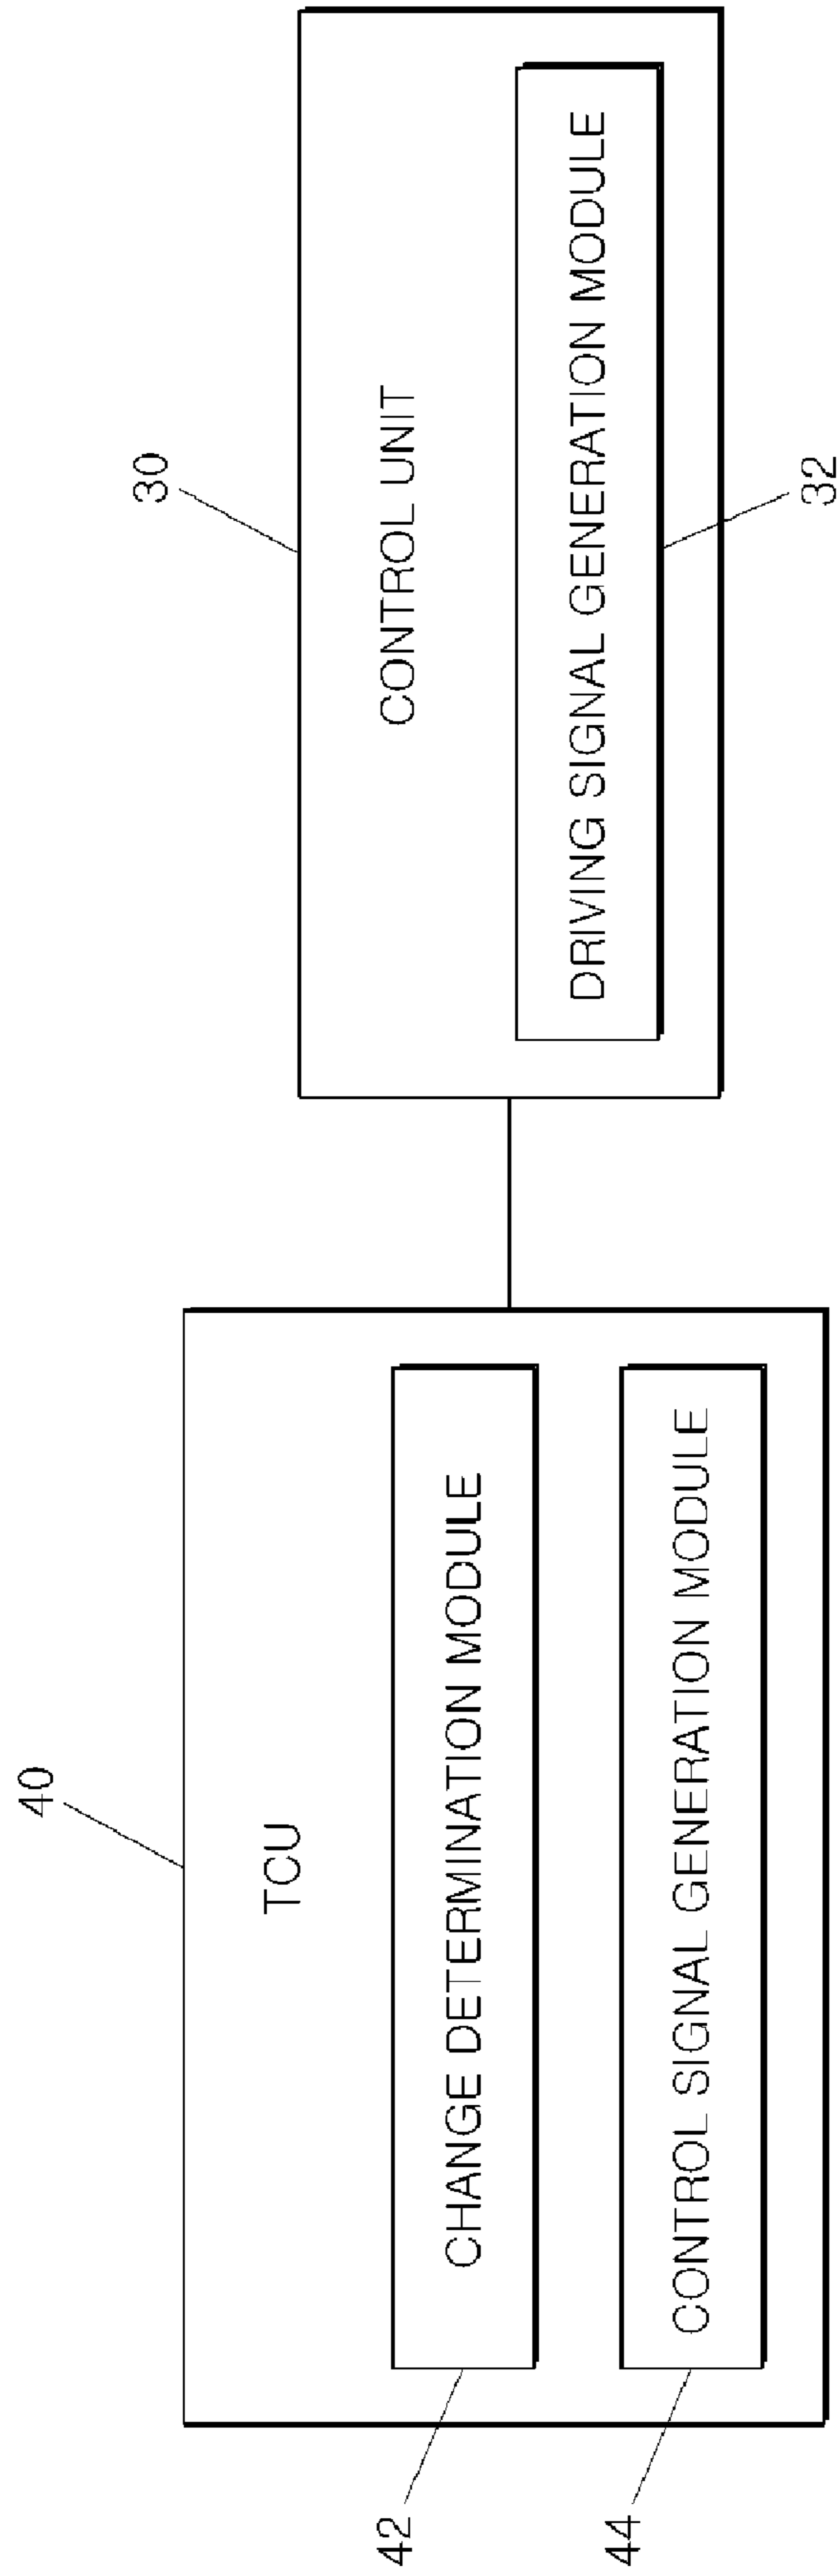 40
TCU
CHANGE DETERMINATION MODULE
42
CONTROL SIGNAL GENERATION MODULE
44
30
CONTROL UNIT
DRIVING SIGNAL GENERATION MODULE
32